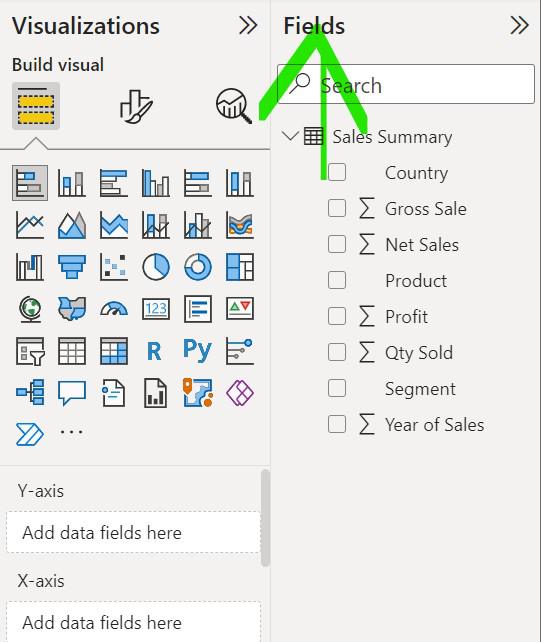 Visualizations
Build visual
123
R
Py
...
Y-axis
Add data fields here
X-axis
Add data fields here
Fields
Search
Sales Summary
Country
∑ Gross Sale
∑ Net Sales
Product
∑ Profit
∑ Qty Sold
Segment
∑ Year of Sales